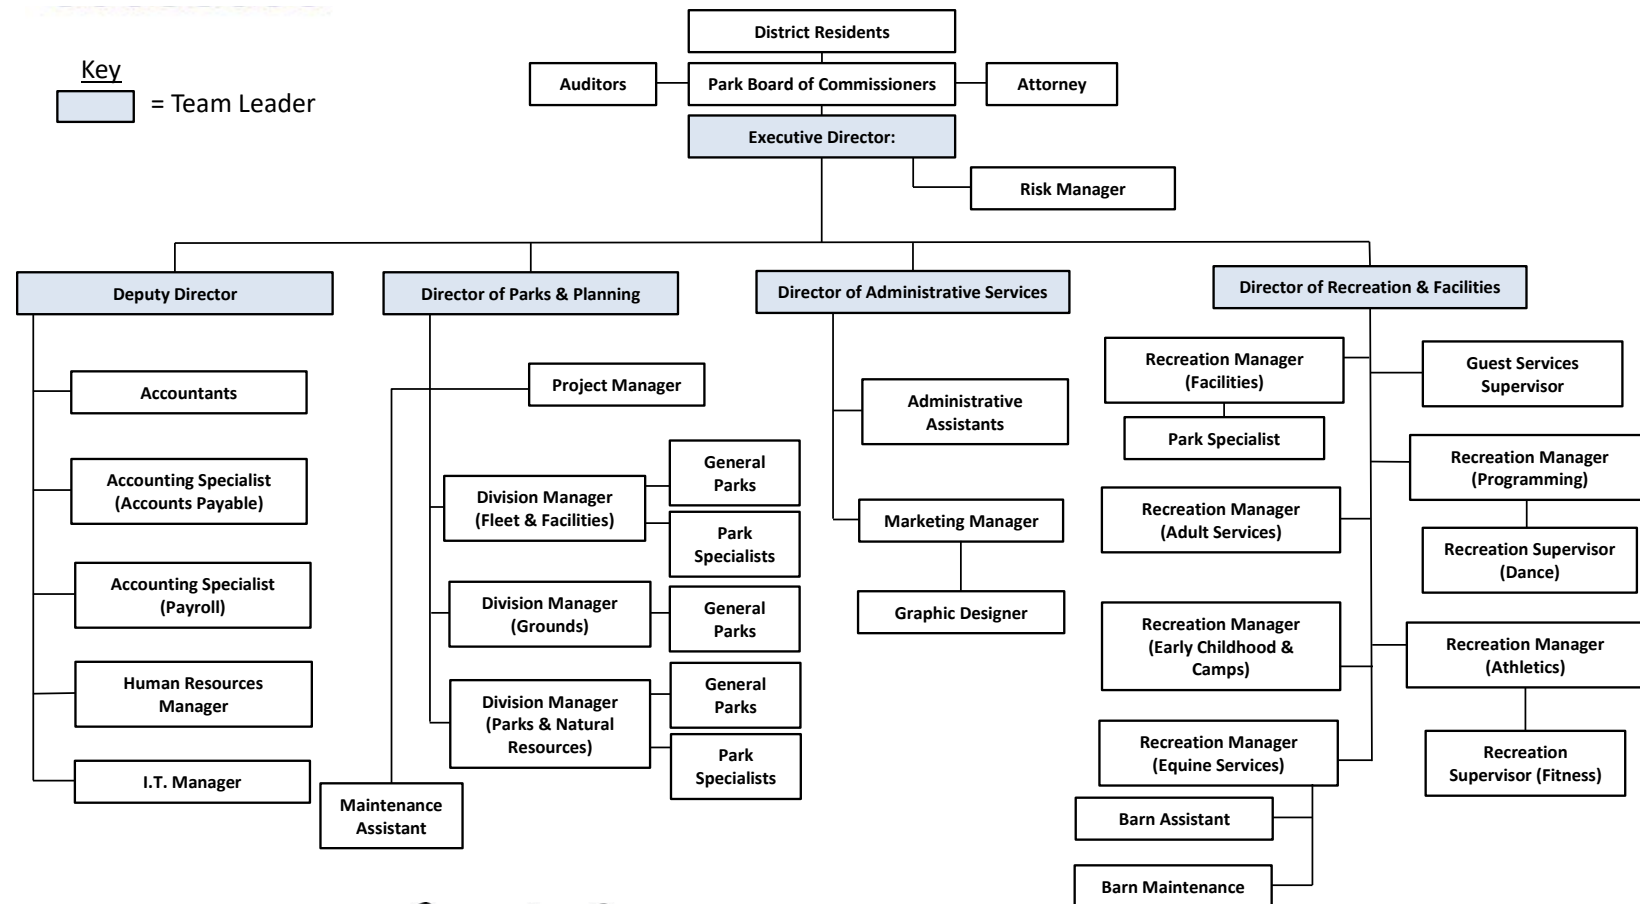 District Residents
Key
= Team Leader
Auditors
Park Board of Commissioners
Attorney
Executive Director:
Risk Manager
Deputy Director
Director of Parks & Planning
Director of Administrative Services
Director of Recreation & Facilities
Accountants
Accounting Specialist
(Accounts Payable)
Accounting Specialist
(Payroll)
Human Resources
Manager
I.T. Manager
Project Manager
Division Manager
(Fleet & Facilities)
General
Parks
Park
Specialists
Division Manager
(Grounds)
General
Parks
Division Manager
(Parks & Natural
Resources)
General
Parks
Park
Specialists
Maintenance
Assistant
Administrative
Assistants
Marketing Manager
Graphic Designer
Recreation Manager
(Facilities)
Park Specialist
Recreation Manager
(Adult Services)
Recreation Manager
(Early Childhood &
Camps)
Recreation Manager
(Equine Services)
Barn Assistant
Barn Maintenance
Guest Services
Supervisor
Recreation Manager
(Programming)
Recreation Supervisor
(Dance)
Recreation Manager
(Athletics)
Recreation
Supervisor (Fitness)